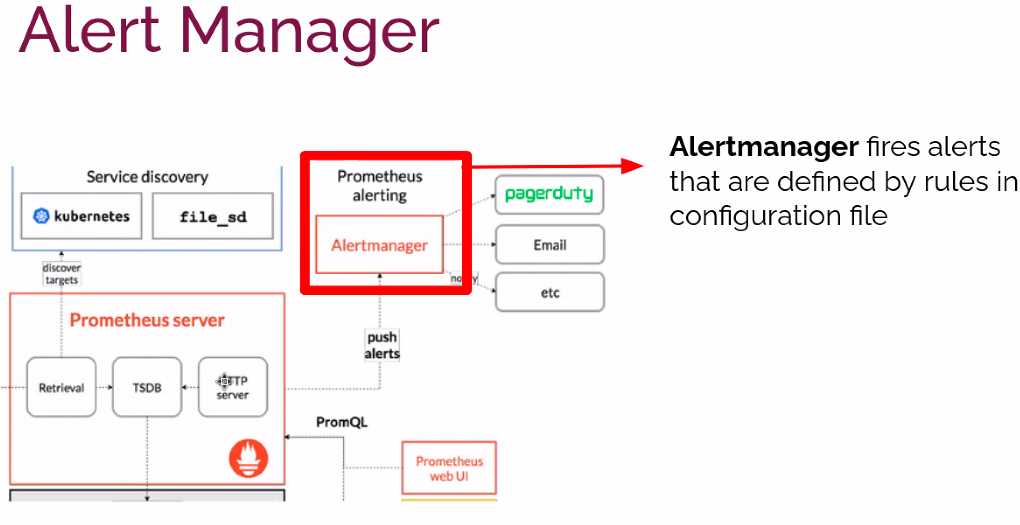 Alert Manager
Service discovery
kubernetes
file_sd
discover
targets
Prometheus server
Retrieval
TSDB
server
Prometheus
alerting
Alertmanager
pagerduty
Email
etc
push
alerts
PromQL
Prometheus
web UI
Alertmanager fires alerts
that are defined by rules in
configuration file